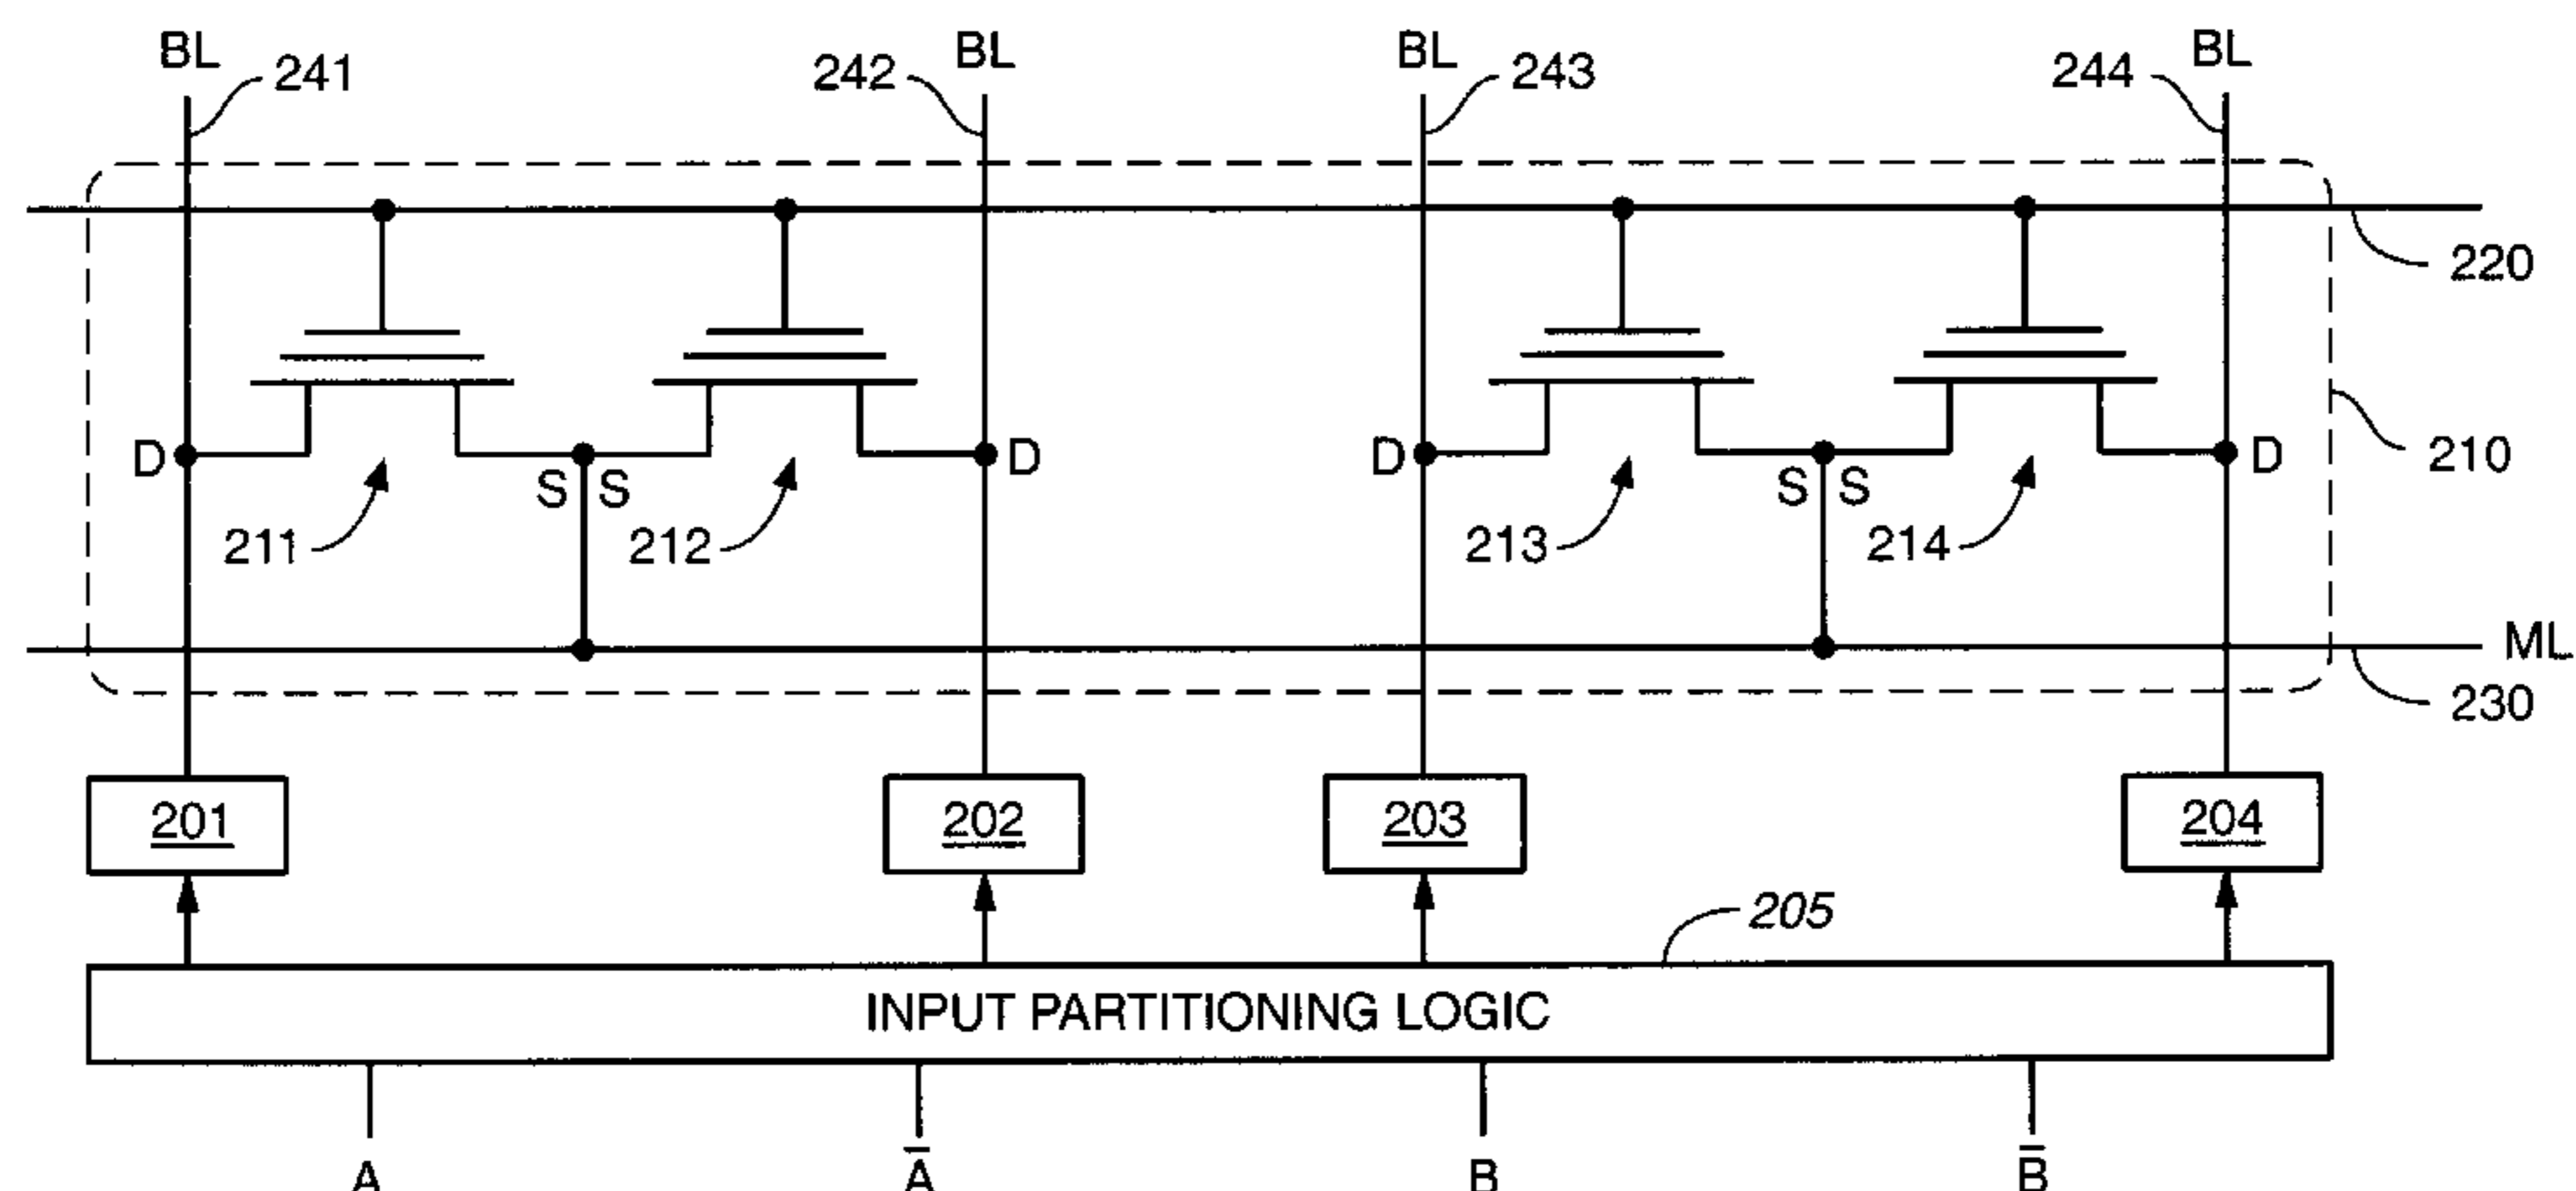 BL 241 242 BL BL 243 244 BL
220
D D D D 210
S S S S
211 212 213 214
ML
230
201 202 203 204
205
INPUT PARTITIONING LOGIC
A A̅ B B̅